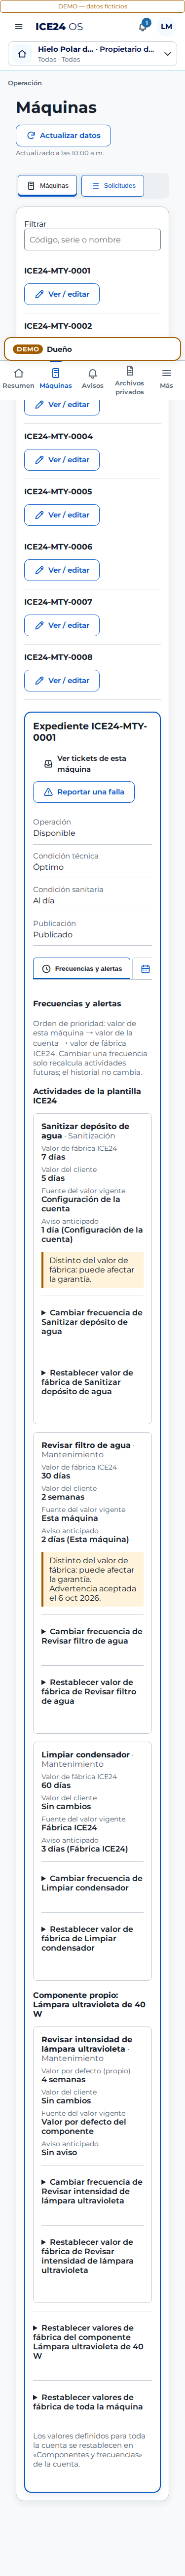 DEMO — datos ficticios
ICE24 OS
1
LM
Hielo Polar d... · Propietario d...
Todas · Todas
Operación
Máquinas
Actualizar datos
Actualizado a las 10:00 a.m.
Máquinas
Solicitudes
Filtrar
Código, serie o nombre
ICE24-MTY-0001
Ver / editar
ICE24-MTY-0002
DEMO Dueño
Resumen
Máquinas
Avisos
Archivos
privados
Más
Ver / editar
ICE24-MTY-0004
Ver / editar
ICE24-MTY-0005
Ver / editar
ICE24-MTY-0006
Ver / editar
ICE24-MTY-0007
Ver / editar
ICE24-MTY-0008
Ver / editar
Expediente ICE24-MTY-
0001
Ver tickets de esta
máquina
Reportar una falla
Operación
Disponible
Condición técnica
Óptimo
Condición sanitaria
Al día
Publicación
Publicado
Frecuencias y alertas
Frecuencias y alertas
Orden de prioridad: valor de
esta máquina → valor de la
cuenta → valor de fábrica
ICE24. Cambiar una frecuencia
solo recalcula actividades
futuras; el historial no cambia.
Actividades de la plantilla
ICE24
Sanitizar depósito de
agua · Sanitización
Valor de fábrica ICE24
7 días
Valor del cliente
5 días
Fuente del valor vigente
Configuración de la
cuenta
Aviso anticipado
1 día (Configuración de la
cuenta)
Distinto del valor de
fábrica: puede afectar
la garantía.
Cambiar frecuencia de
Sanitizar depósito de
agua
Restablecer valor de
fábrica de Sanitizar
depósito de agua
Revisar filtro de agua ·
Mantenimiento
Valor de fábrica ICE24
30 días
Valor del cliente
2 semanas
Fuente del valor vigente
Esta máquina
Aviso anticipado
2 días (Esta máquina)
Distinto del valor de
fábrica: puede afectar
la garantía.
Advertencia aceptada
el 6 oct 2026.
Cambiar frecuencia de
Revisar filtro de agua
Restablecer valor de
fábrica de Revisar filtro
de agua
Limpiar condensador ·
Mantenimiento
Valor de fábrica ICE24
60 días
Valor del cliente
Sin cambios
Fuente del valor vigente
Fábrica ICE24
Aviso anticipado
3 días (Fábrica ICE24)
Cambiar frecuencia de
Limpiar condensador
Restablecer valor de
fábrica de Limpiar
condensador
Componente propio:
Lámpara ultravioleta de 40
W
Revisar intensidad de
lámpara ultravioleta ·
Mantenimiento
Valor por defecto (propio)
4 semanas
Valor del cliente
Sin cambios
Fuente del valor vigente
Valor por defecto del
componente
Aviso anticipado
Sin aviso
Cambiar frecuencia de
Revisar intensidad de
lámpara ultravioleta
Restablecer valor de
fábrica de Revisar
intensidad de lámpara
ultravioleta
Restablecer valores de
fábrica del componente
Lámpara ultravioleta de 40
W
Restablecer valores de
fábrica de toda la máquina
Los valores definidos para toda
la cuenta se restablecen en
«Componentes y frecuencias»
de la cuenta.